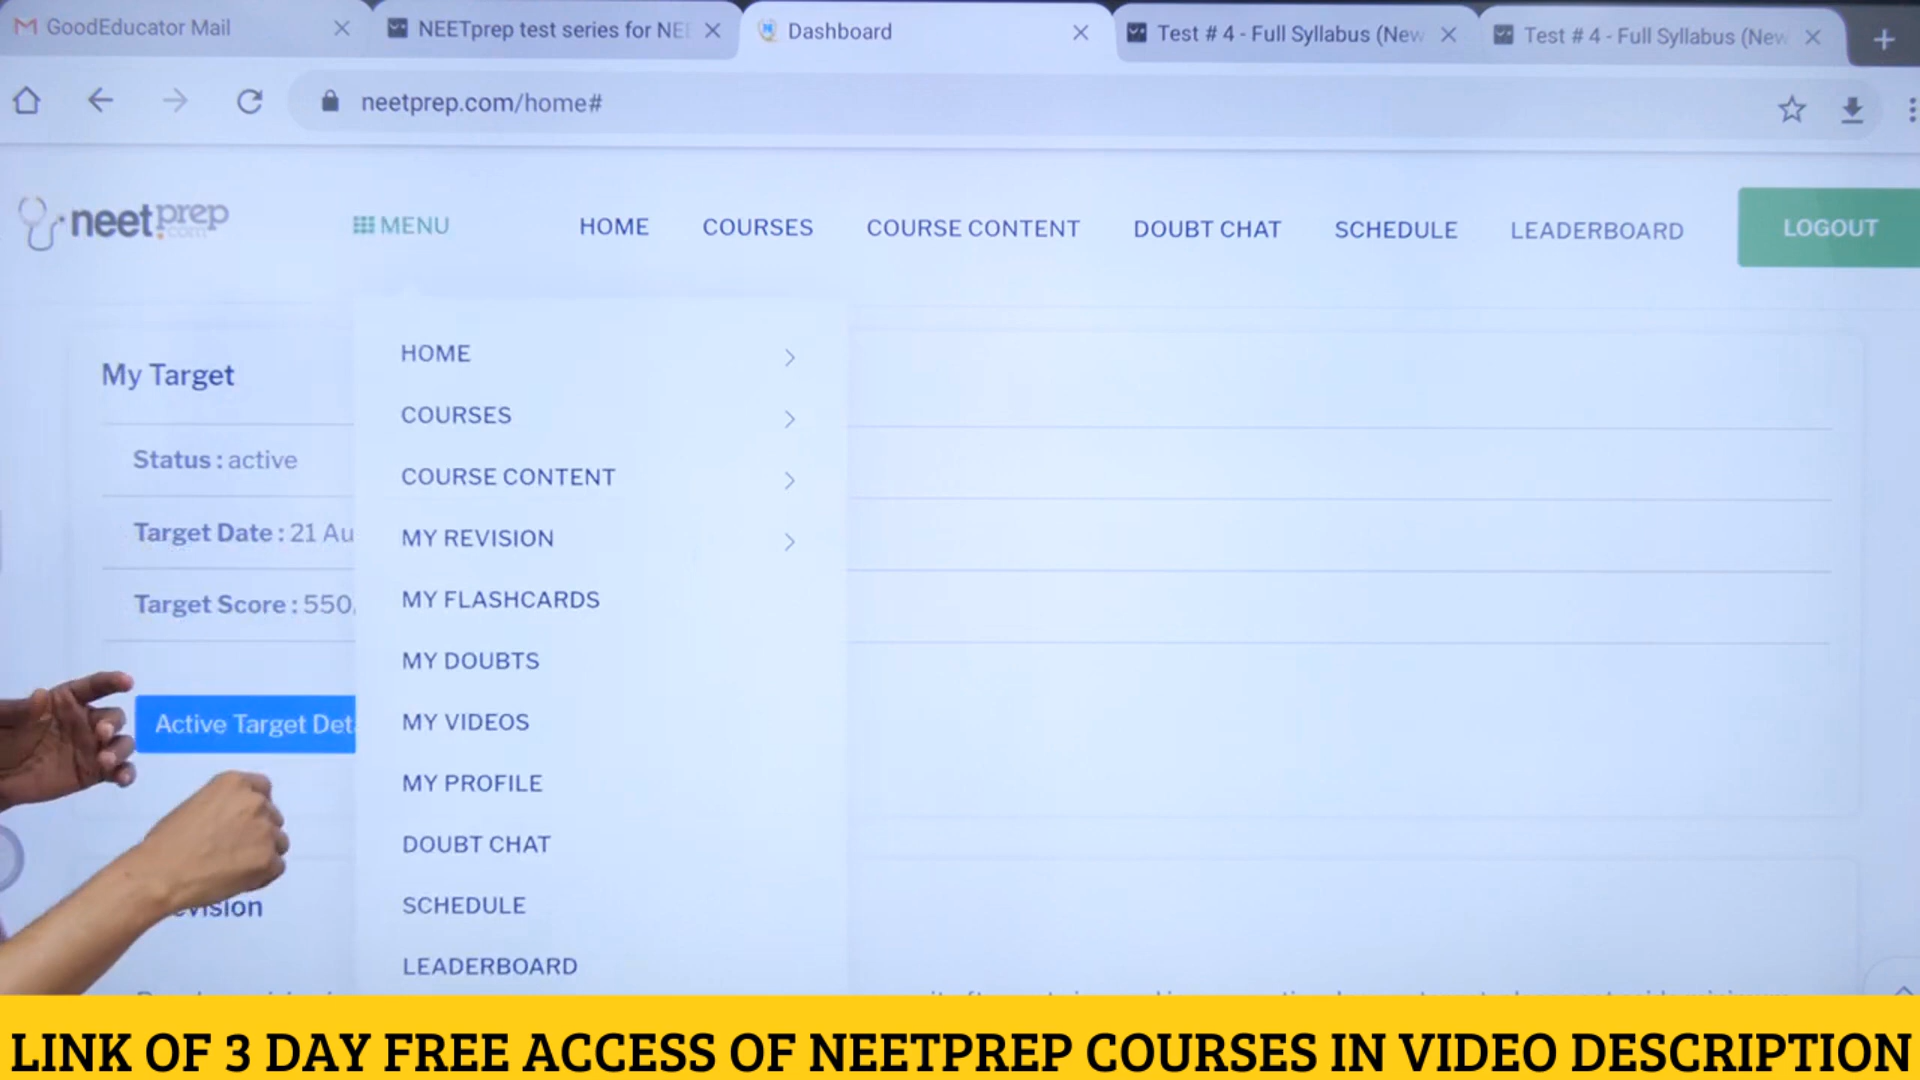 GoodEducator Mail
NEETprep test series for NEE
Dashboard
Test # 4 - Full Syllabus (New
Test # 4 - Full Syllabus (New
neetprep.com/home#
neetprep.com
MENU
HOME
COURSES
COURSE CONTENT
DOUBT CHAT
SCHEDULE
LEADERBOARD
LOGOUT
My Target
Status : active
Target Date : 21 Au
Target Score : 550,
Active Target Det
HOME
COURSES
COURSE CONTENT
MY REVISION
MY FLASHCARDS
MY DOUBTS
MY VIDEOS
MY PROFILE
DOUBT CHAT
SCHEDULE
LEADERBOARD
vision
LINK OF 3 DAY FREE ACCESS OF NEETPREP COURSES IN VIDEO DESCRIPTION